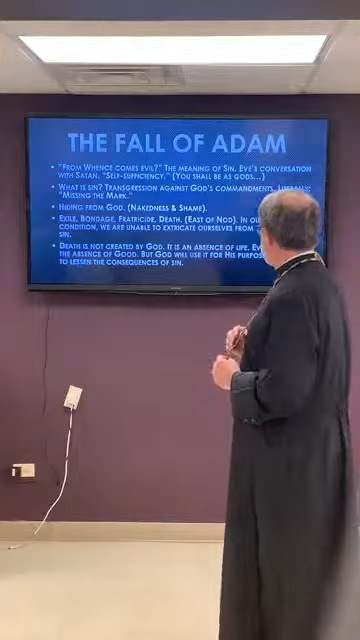 THE FALL OF ADAM
• "FROM WHENCE COMES EVIL?" THE MEANING OF SIN. EVE'S CONVERSATION
WITH SATAN. "SELF-SUFFICIENCY." (YOU SHALL BE AS GODS...)
• WHAT IS SIN? TRANSGRESSION AGAINST GOD'S COMMANDMENTS. LITERALLY:
"MISSING THE MARK."
• HIDING FROM GOD. (NAKEDNESS & SHAME).
• EXILE, BONDAGE, FRATRICIDE, DEATH. (EAST OF NOD). IN OUR
CONDITION, WE ARE UNABLE TO EXTRICATE OURSELVES FROM
SIN.
• DEATH IS NOT CREATED BY GOD. IT IS AN ABSENCE OF LIFE.
THE ABSENCE OF GOOD. BUT GOD WILL USE IT FOR HIS
TO LESSEN THE CONSEQUENCES OF SIN.